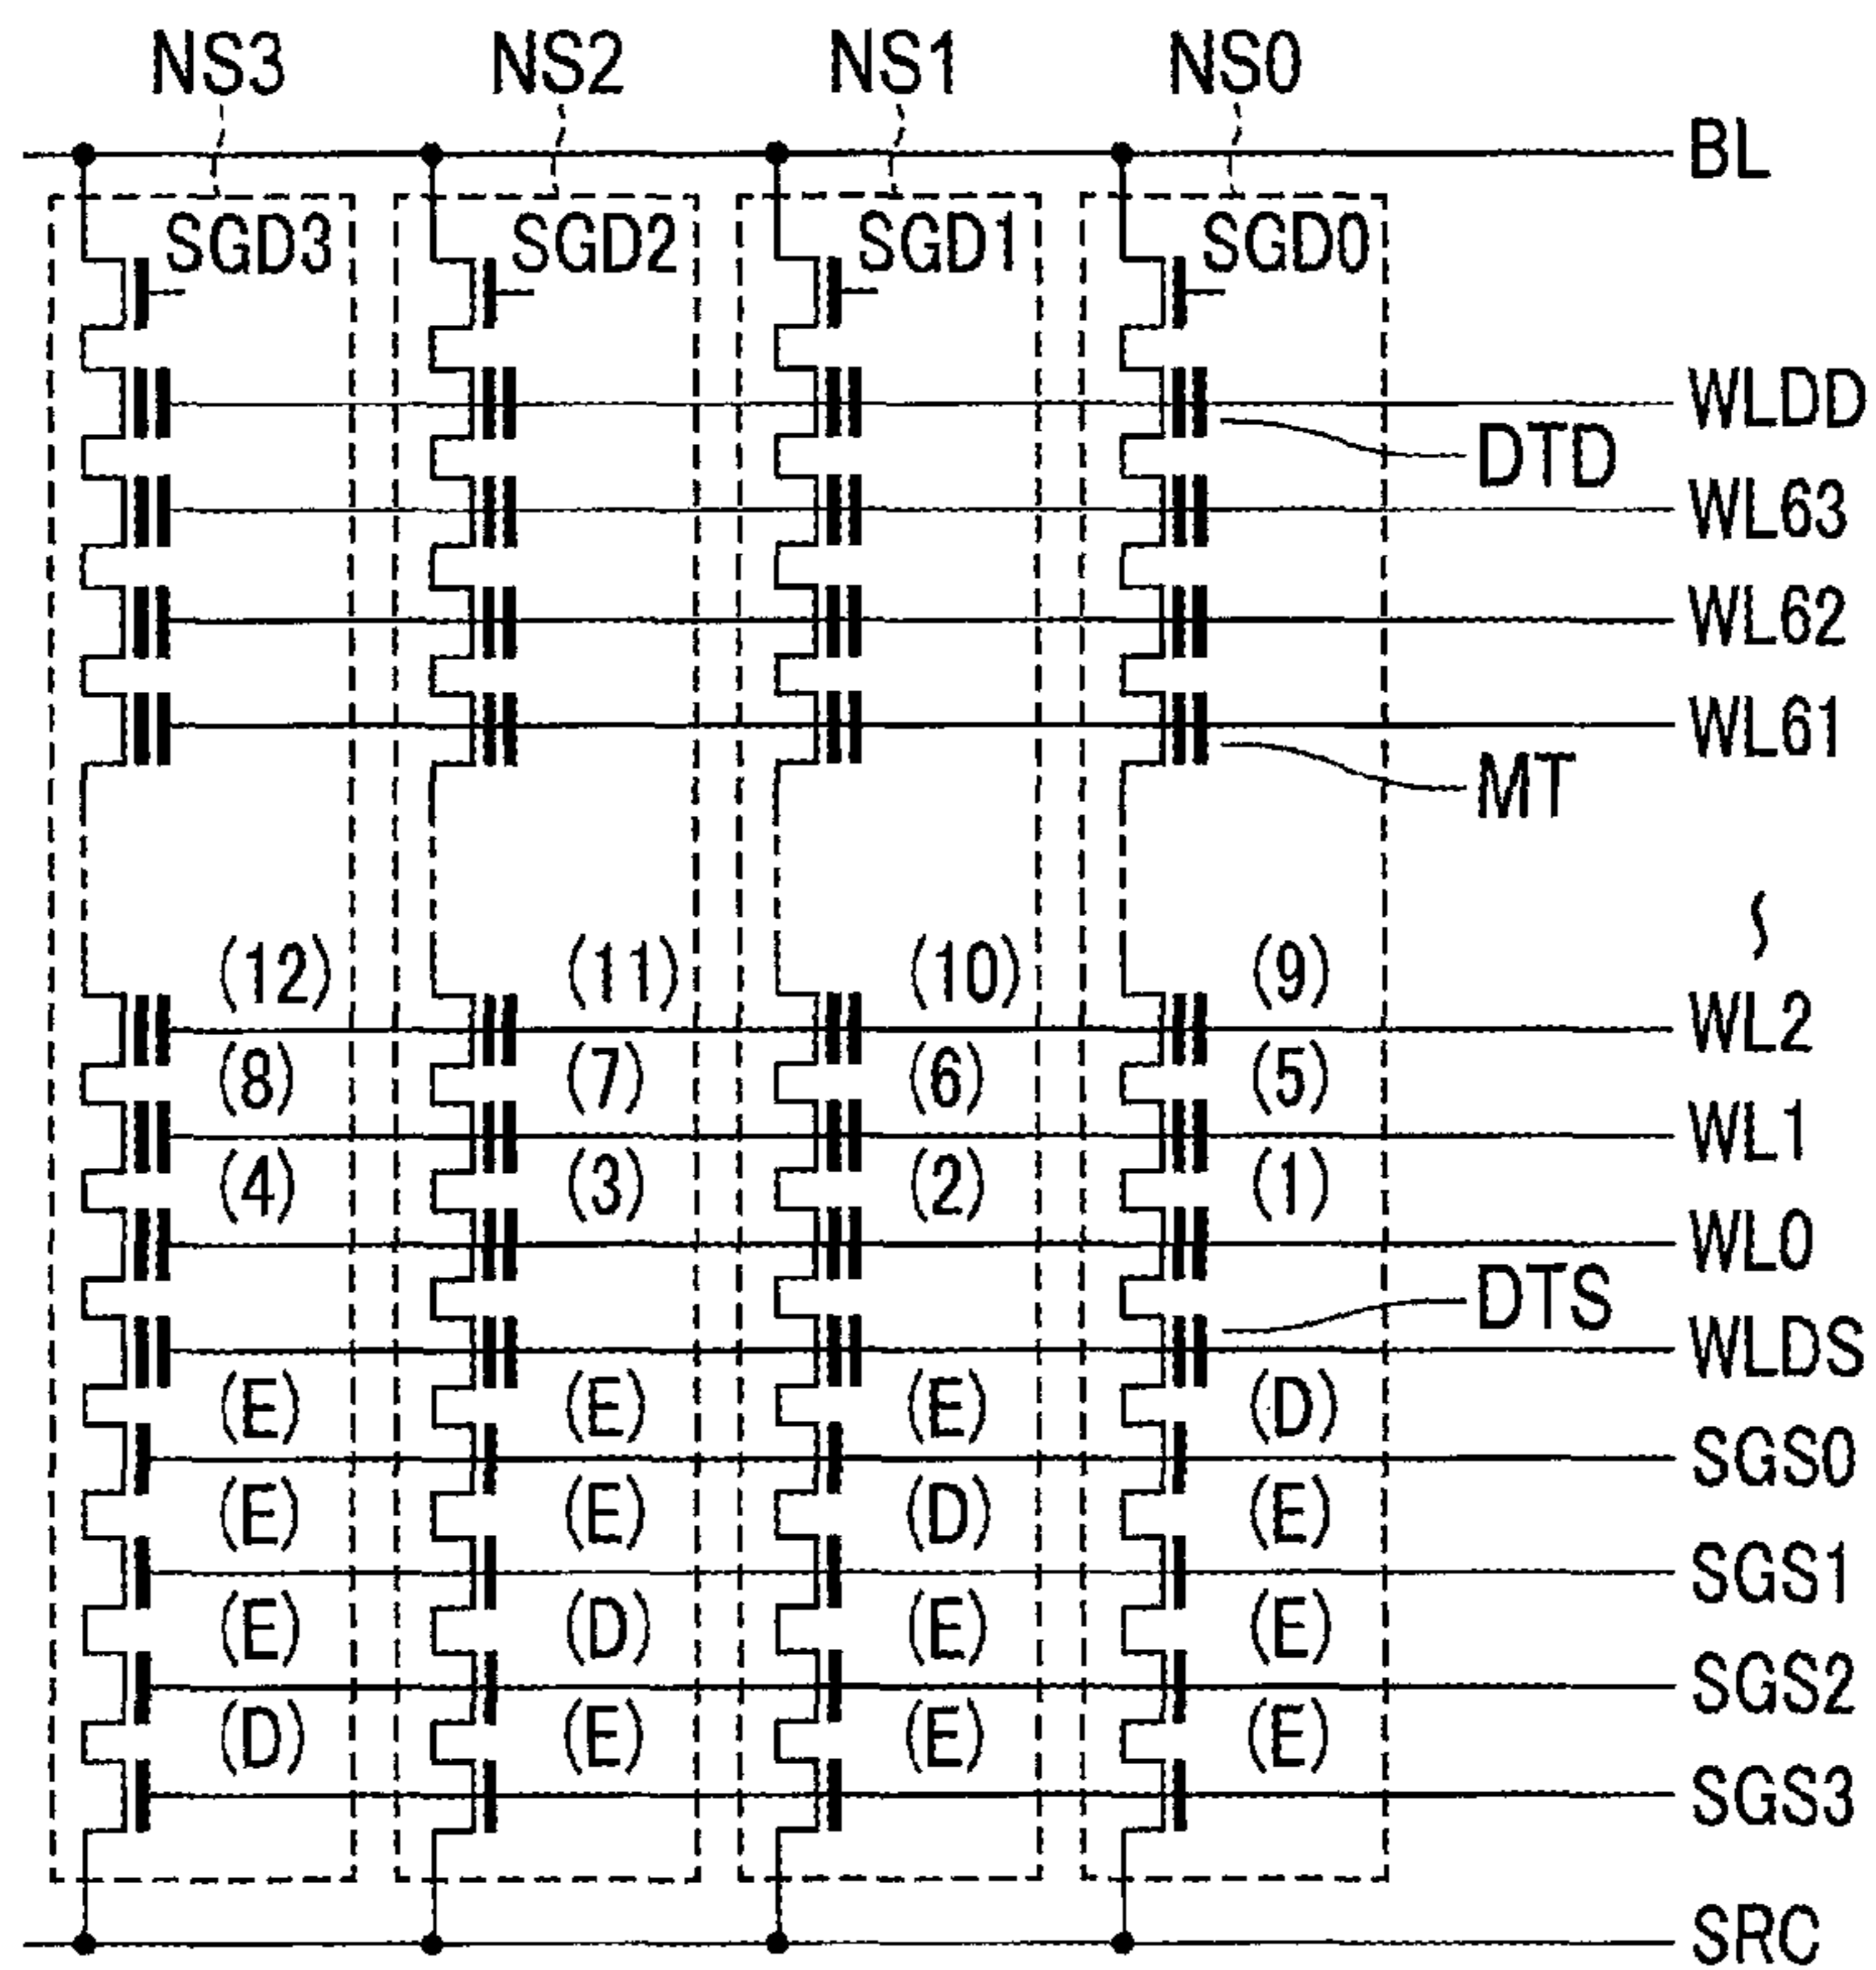 NS3 NS2 NS1 NS0
BL
SGD3 SGD2 SGD1 SGD0
WLDD
DTD
WL63
WL62
WL61
MT
~
(12) (11) (10) (9)
WL2
(8) (7) (6) (5)
WL1
(4) (3) (2) (1)
WL0
DTS
WLDS
(E) (E) (E) (D)
SGS0
(E) (E) (D) (E)
SGS1
(E) (D) (E) (E)
SGS2
(D) (E) (E) (E)
SGS3
SRC